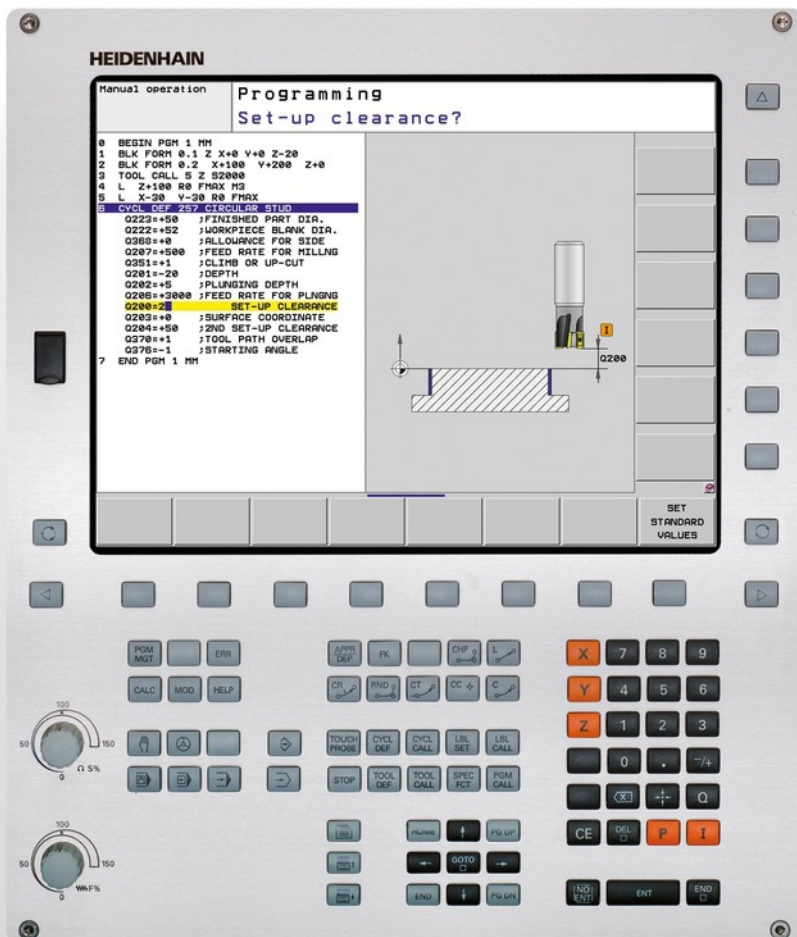 HEIDENHAIN
Manual operation
Programming
Set-up clearance?
0 BEGIN PGM 1 MM
1 BLK FORM 0.1 Z X+0 Y+0 Z-20
2 BLK FORM 0.2 X+100 Y+200 Z+0
3 TOOL CALL 5 Z S2000
4 L Z+100 R0 FMAX M3
5 L X-30 Y-30 R0 FMAX
6 CYCL DEF 257 CIRCULAR STUD
Q223=+50 ;FINISHED PART DIA.
Q222=+52 ;WORKPIECE BLANK DIA.
Q368=+0 ;ALLOWANCE FOR SIDE
Q207=+500 ;FEED RATE FOR MILLNG
Q351=+1 ;CLIMB OR UP-CUT
Q201=-20 ;DEPTH
Q202=+5 ;PLUNGING DEPTH
Q206=+3000 ;FEED RATE FOR PLNGNG
Q200=2 SET-UP CLEARANCE
Q203=+0 ;SURFACE COORDINATE
Q204=+50 ;2ND SET-UP CLEARANCE
Q370=+1 ;TOOL PATH OVERLAP
Q376=-1 ;STARTING ANGLE
7 END PGM 1 MM
I
Q200
SET
STANDARD
VALUES
PGM MGT
ERR
APPR DEP
FK
CHF
L
X
7
8
9
CALC
MOD
HELP
CR
RND
CT
CC
C
Y
4
5
6
Z
1
2
3
TOUCH PROBE
CYCL DEF
CYCL CALL
LBL SET
LBL CALL
0
.
-/+
STOP
TOOL DEF
TOOL CALL
SPEC FCT
PGM CALL
X
Q
HOME
PG UP
CE
DEL
P
I
GOTO
END
PG DN
NO ENT
ENT
END
100
50
150
0
S%
100
50
150
0
F%